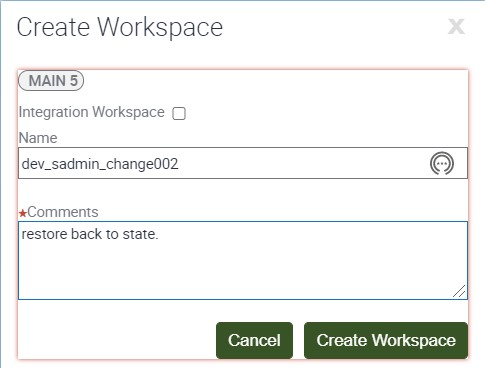 Create Workspace x
MAIN 5
Integration Workspace
Name
dev_sadmin_change002
★Comments
restore back to state.
Cancel Create Workspace